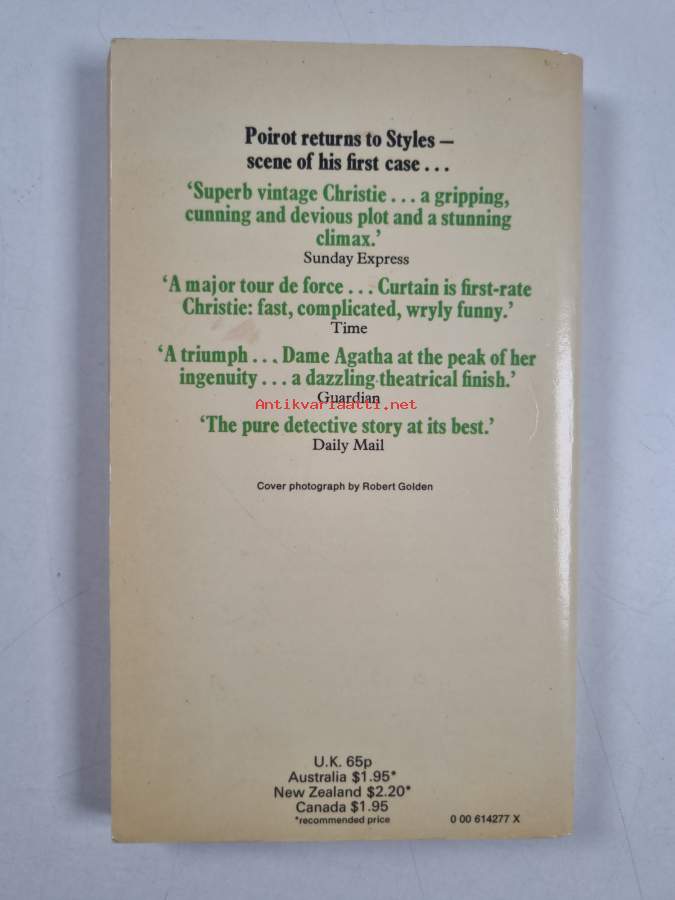 Poirot returns to Styles —
scene of his first case . . .
‘Superb vintage Christie . . . a gripping,
cunning and devious plot and a stunning
climax.’
Sunday Express
‘A major tour de force . . . Curtain is first-rate
Christie: fast, complicated, wryly funny.’
Time
‘A triumph . . . Dame Agatha at the peak of her
ingenuity . . . a dazzling theatrical finish.’
Guardian
Antikvariaatti.net
‘The pure detective story at its best.’
Daily Mail
Cover photograph by Robert Golden
U.K. 65p
Australia $1.95*
New Zealand $2.20*
Canada $1.95
*recommended price
0 00 614277 X